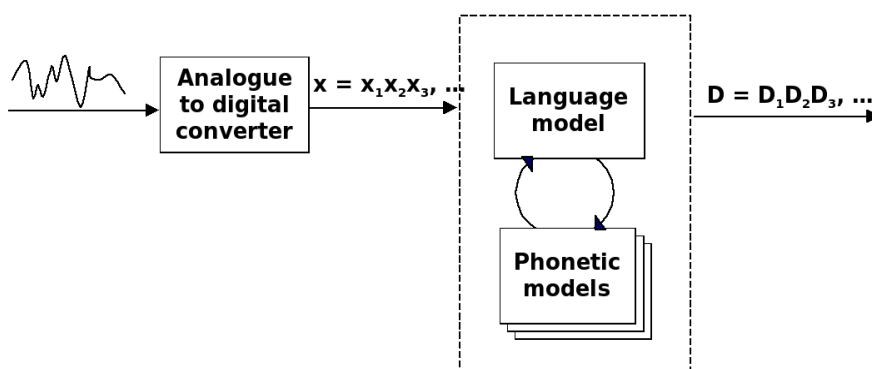 Analogue
to digital
converter
x = x₁x₂x₃, ...
Language
model
D = D₁D₂D₃, ...
Phonetic
models